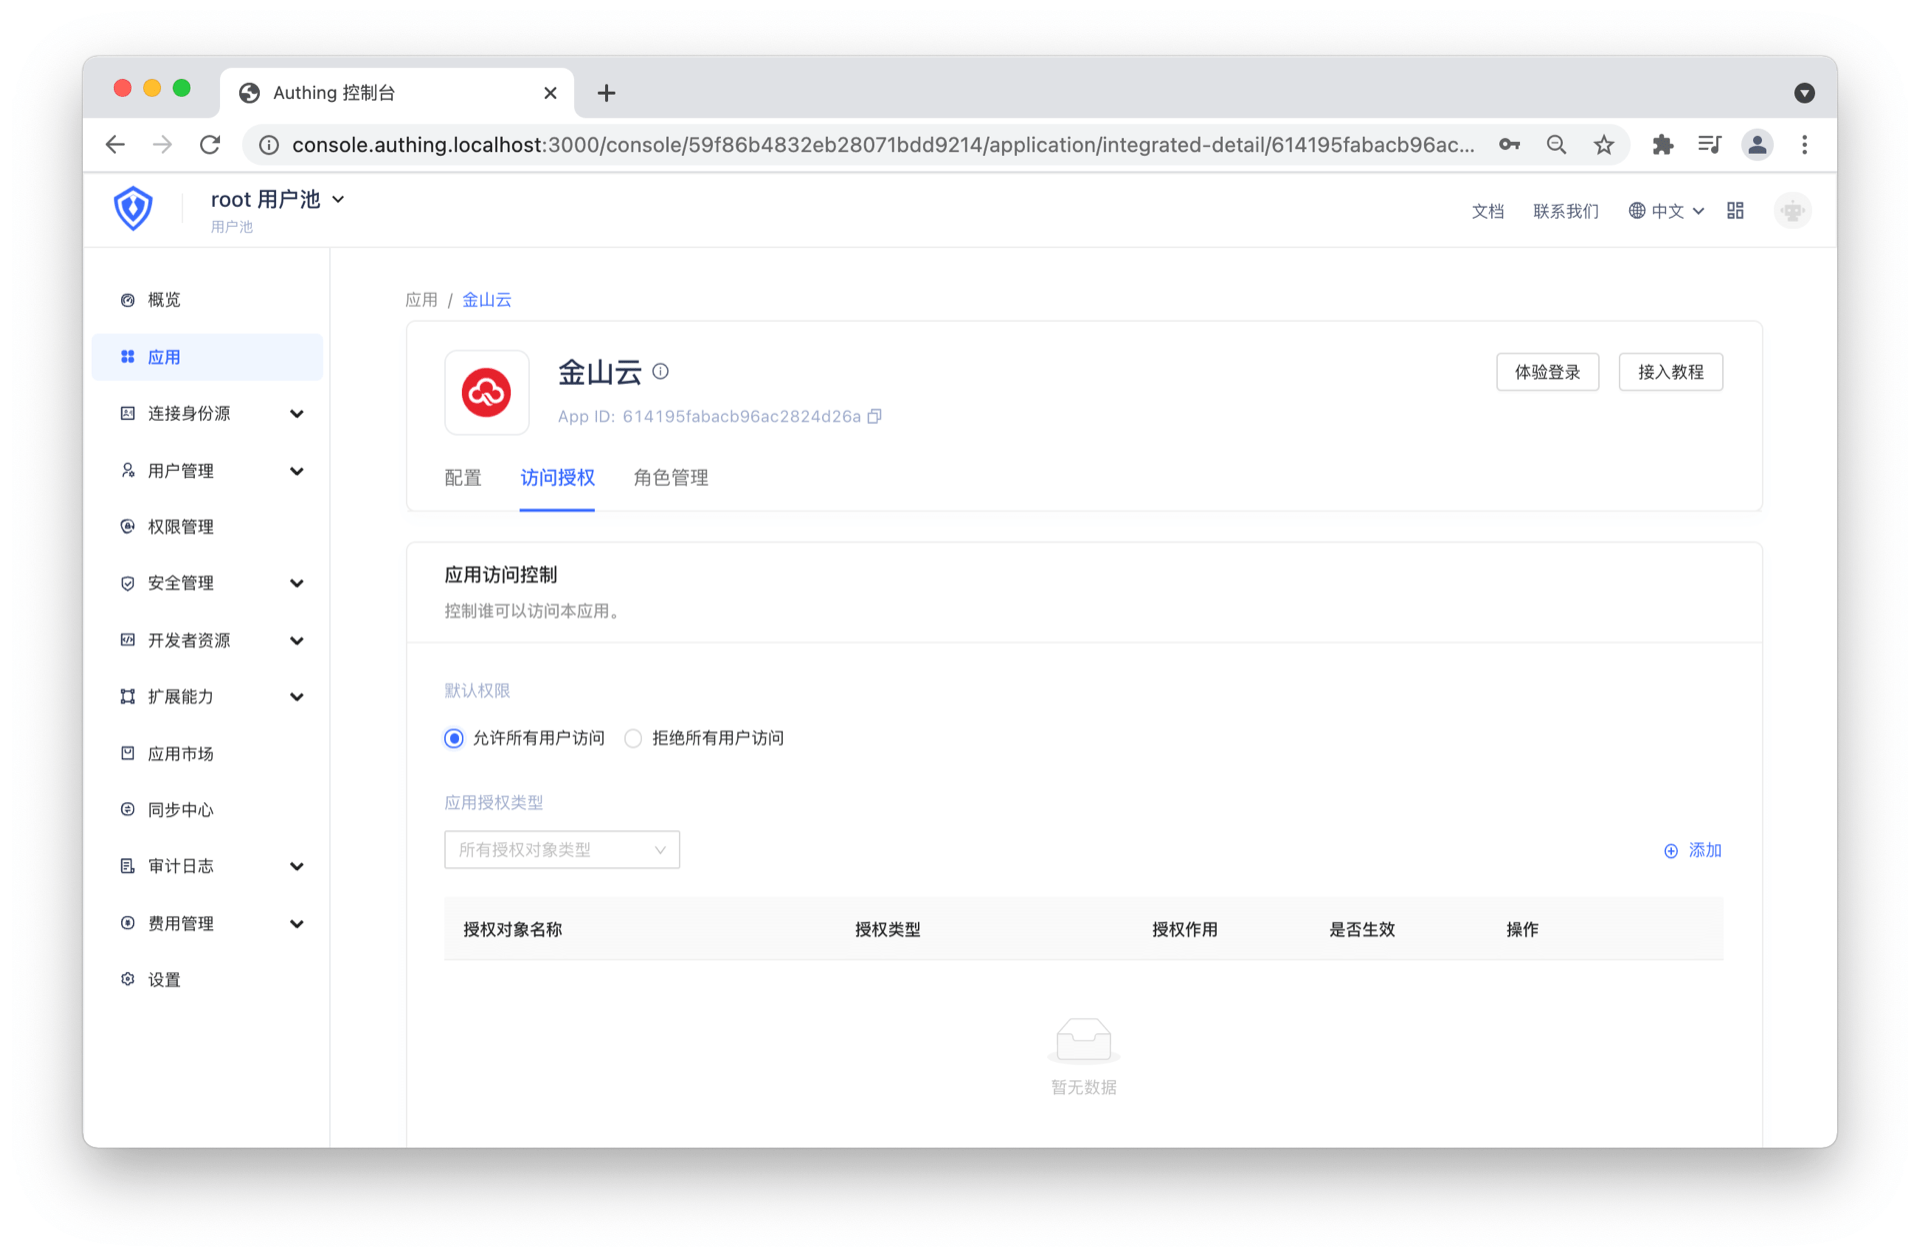 Authing 控制台
console.authing.localhost:3000/console/59f86b4832eb28071bdd9214/application/integrated-detail/614195fabacb96ac...
root 用户池
用户池
文档
联系我们
中文
概览
应用
连接身份源
用户管理
权限管理
安全管理
开发者资源
扩展能力
应用市场
同步中心
审计日志
费用管理
设置
应用 / 金山云
金山云
App ID: 614195fabacb96ac2824d26a
体验登录
接入教程
配置
访问授权
角色管理
应用访问控制
控制谁可以访问本应用。
默认权限
允许所有用户访问
拒绝所有用户访问
应用授权类型
所有授权对象类型
添加
授权对象名称 授权类型 授权作用 是否生效 操作
暂无数据